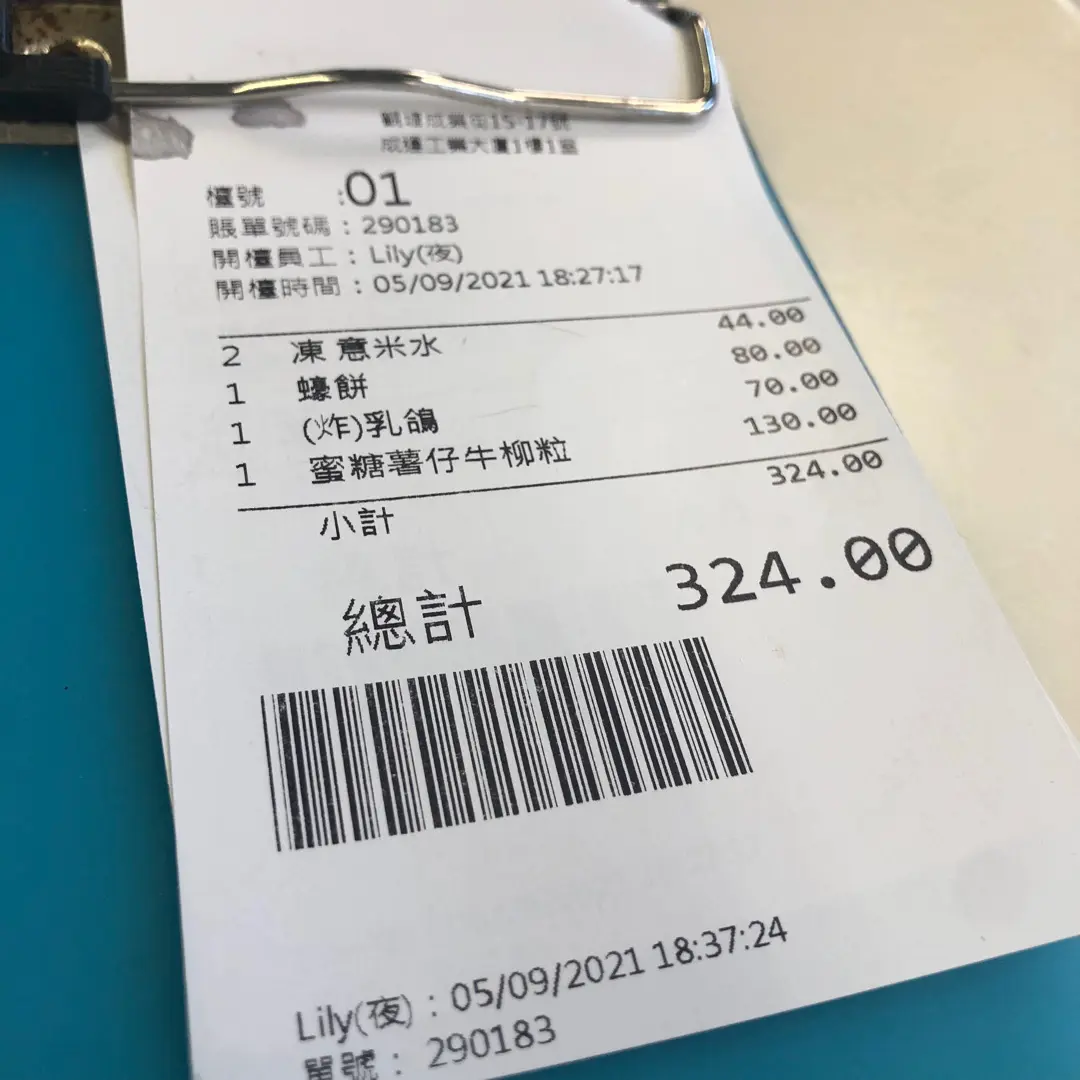 觀塘成業街15-17號
成運工業大廈1樓1室
檯號 :01
賬單號碼 : 290183
開檯員工 : Lily(夜)
開檯時間 : 05/09/2021 18:27:17
2 凍 意米水 44.00
1 蠔餅 80.00
1 (炸)乳鴿 70.00
1 蜜糖薯仔牛柳粒 130.00
小計 324.00
總計 324.00
Lily(夜) : 05/09/2021 18:37:24
單號 : 290183